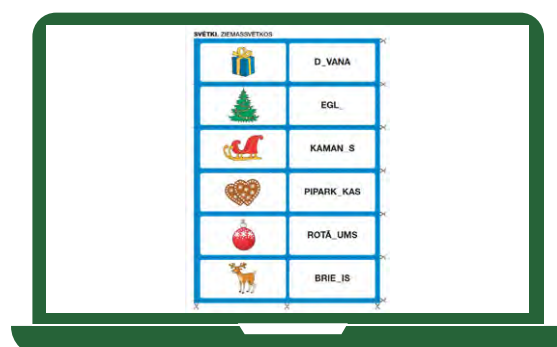 SVĒTKI. ZIEMASSVĒTKOS
D_VANA
EGL_
KAMAN_S
PIPARK_KAS
ROTĀ_UMS
BRIE_IS